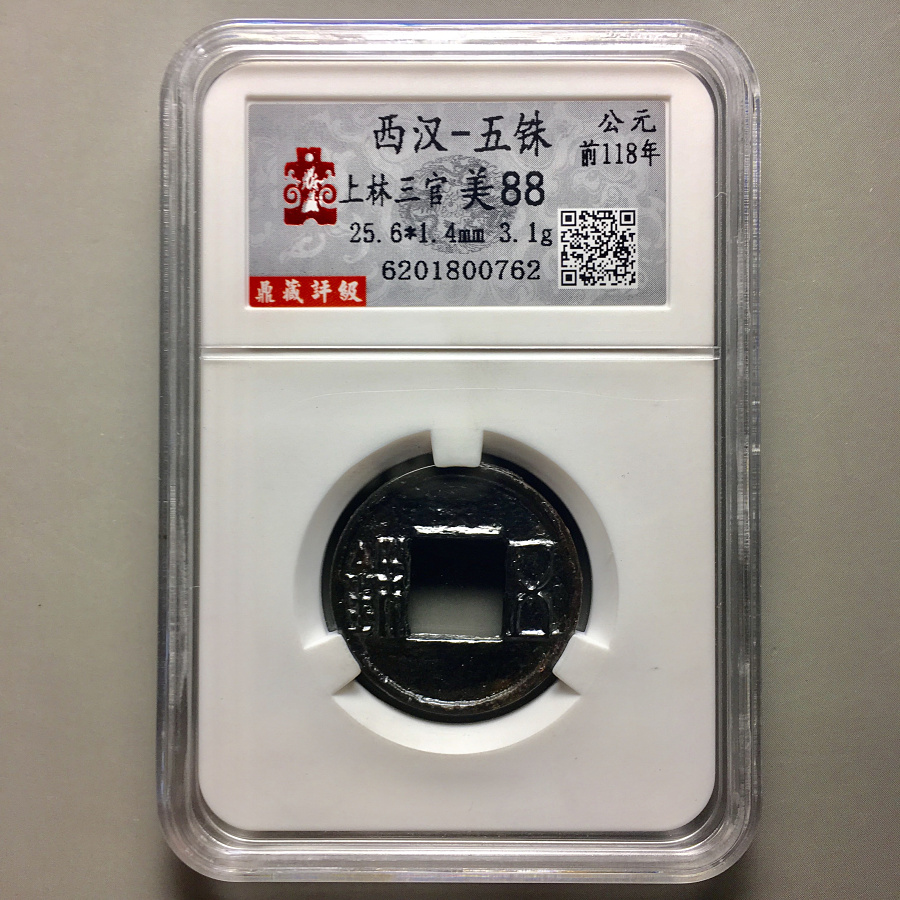 西汉-五铢
公元
前118年
上林三官 美88
25.6*1.4mm 3.1g
6201800762
鼎藏評級
五銖